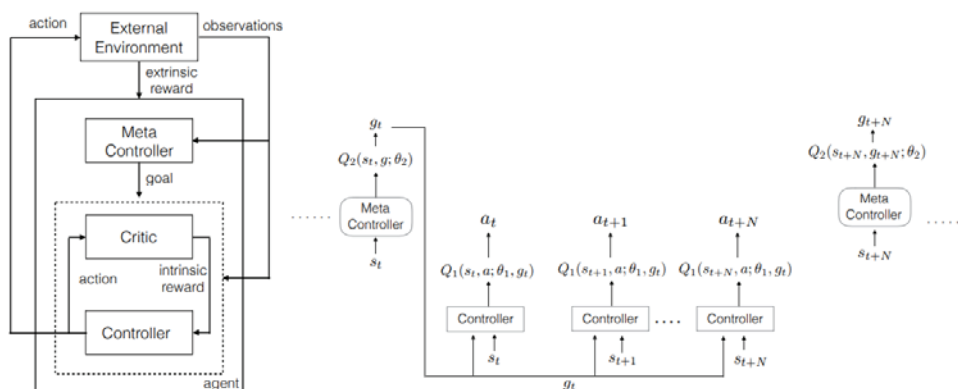 action
External
Environment
observations
extrinsic
reward
Meta
Controller
goal
Critic
action
intrinsic
reward
Controller
agent
......
g_t
Q_2(s_t, g; θ_2)
Meta
Controller
s_t
a_t
Q_1(s_t, a; θ_1, g_t)
Controller
s_t
a_{t+1}
Q_1(s_{t+1}, a; θ_1, g_t)
Controller
s_{t+1}
....
a_{t+N}
Q_1(s_{t+N}, a; θ_1, g_t)
Controller
s_{t+N}
g_t
g_{t+N}
Q_2(s_{t+N}, g_{t+N}; θ_2)
Meta
Controller
s_{t+N}
.....